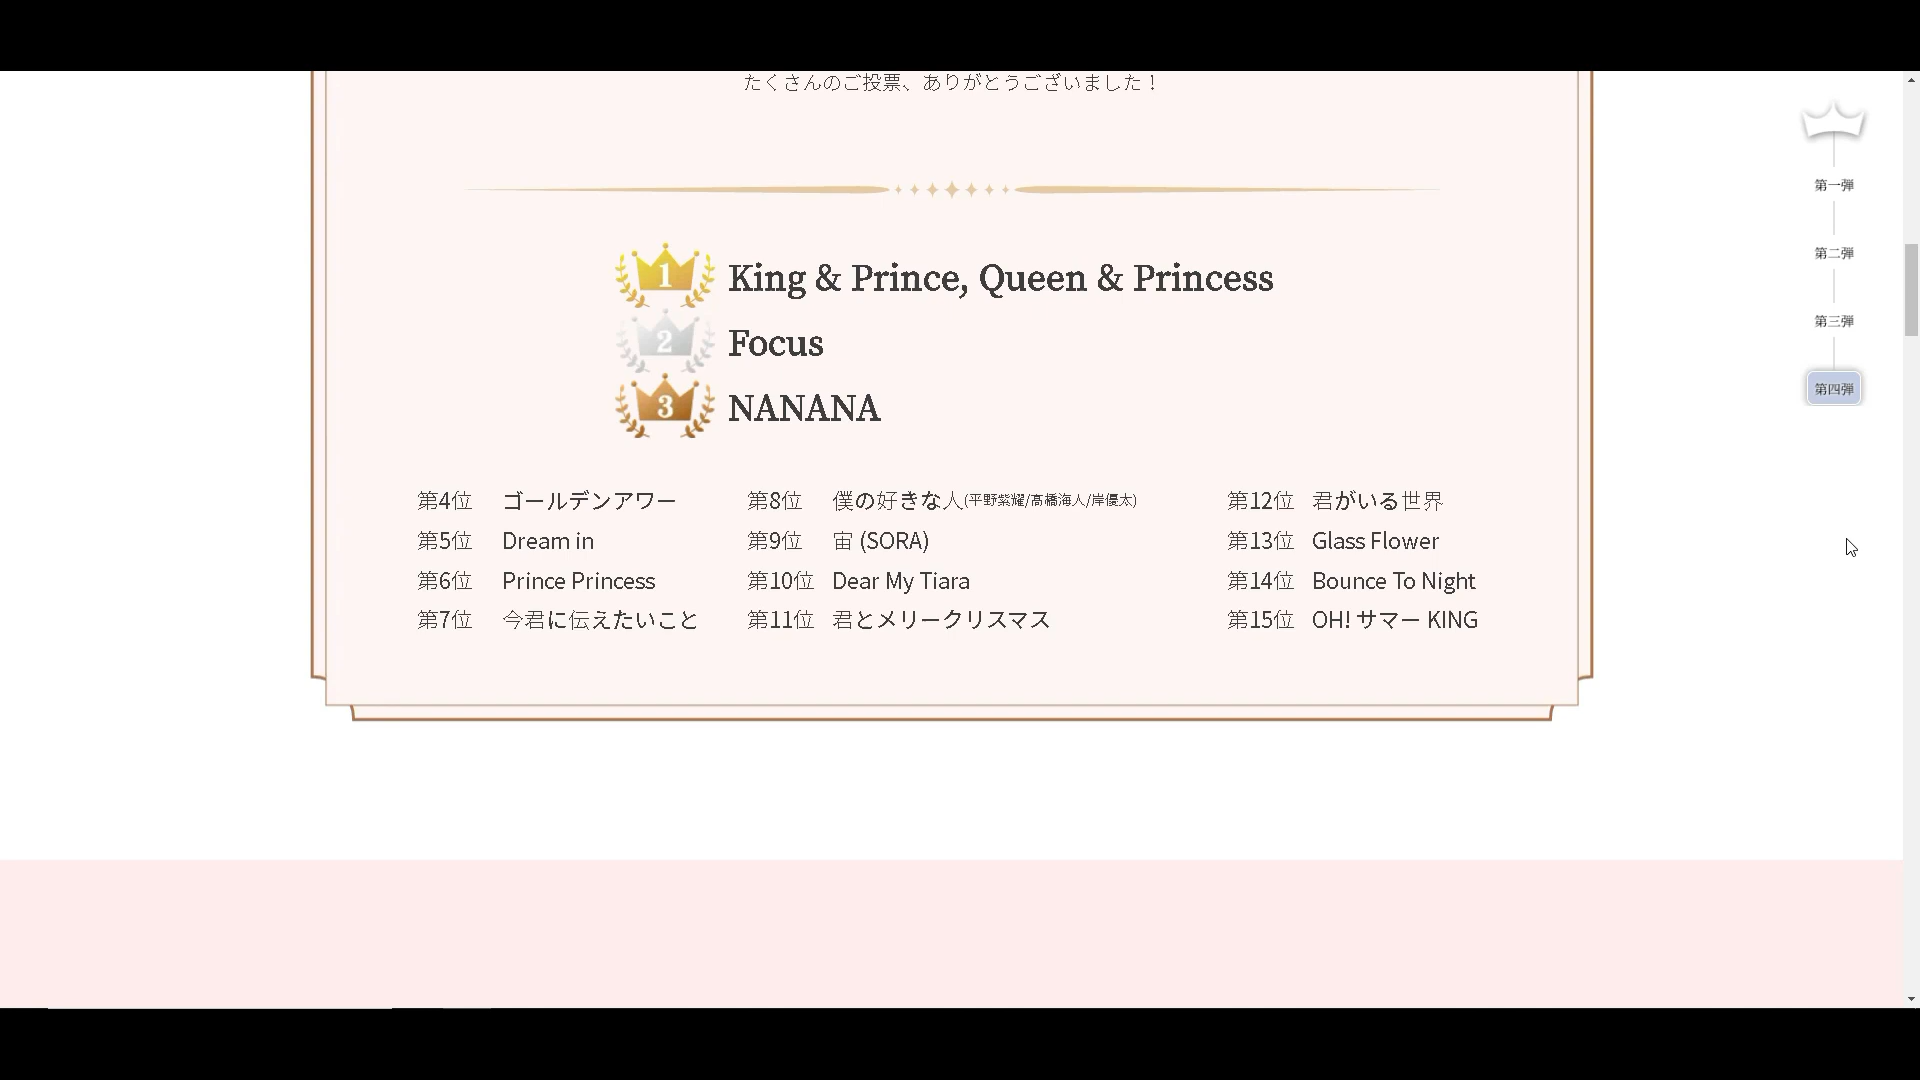 たくさんのご投票、ありがとうございました！
1 King & Prince, Queen & Princess
2 Focus
3 NANANA
第4位 ゴールデンアワー
第5位 Dream in
第6位 Prince Princess
第7位 今君に伝えたいこと
第8位 僕の好きな人(平野紫耀/髙橋海人/岸優太)
第9位 宙 (SORA)
第10位 Dear My Tiara
第11位 君とメリークリスマス
第12位 君がいる世界
第13位 Glass Flower
第14位 Bounce To Night
第15位 OH! サマー KING
第一弾
第二弾
第三弾
第四弾